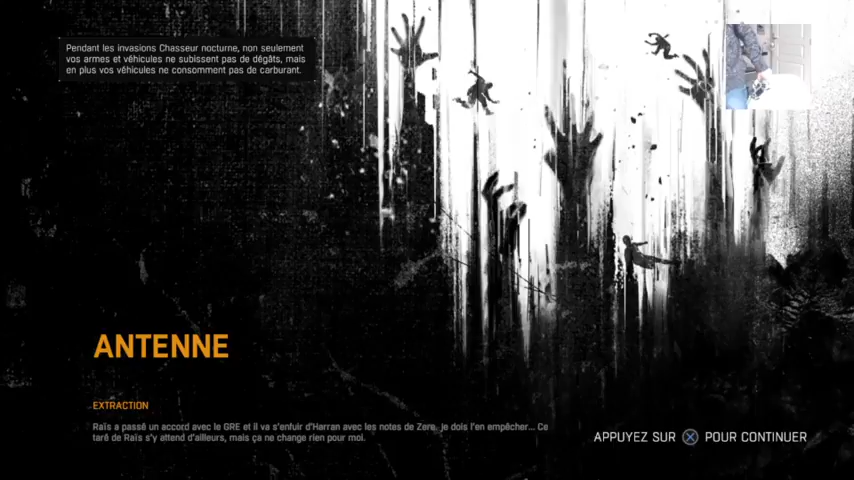 Pendant les invasions Chasseur nocturne, non seulement
vos armes et véhicules ne subissent pas de dégâts, mais
en plus vos véhicules ne consomment pas de carburant.
ANTENNE
EXTRACTION
Raïs a passé un accord avec le GRE et il va s'enfuir d'Harran avec les notes de Zere. je dois l'en empêcher... Ce
taré de Raïs s'y attend d'ailleurs, mais ça ne change rien pour moi.
APPUYEZ SUR POUR CONTINUER